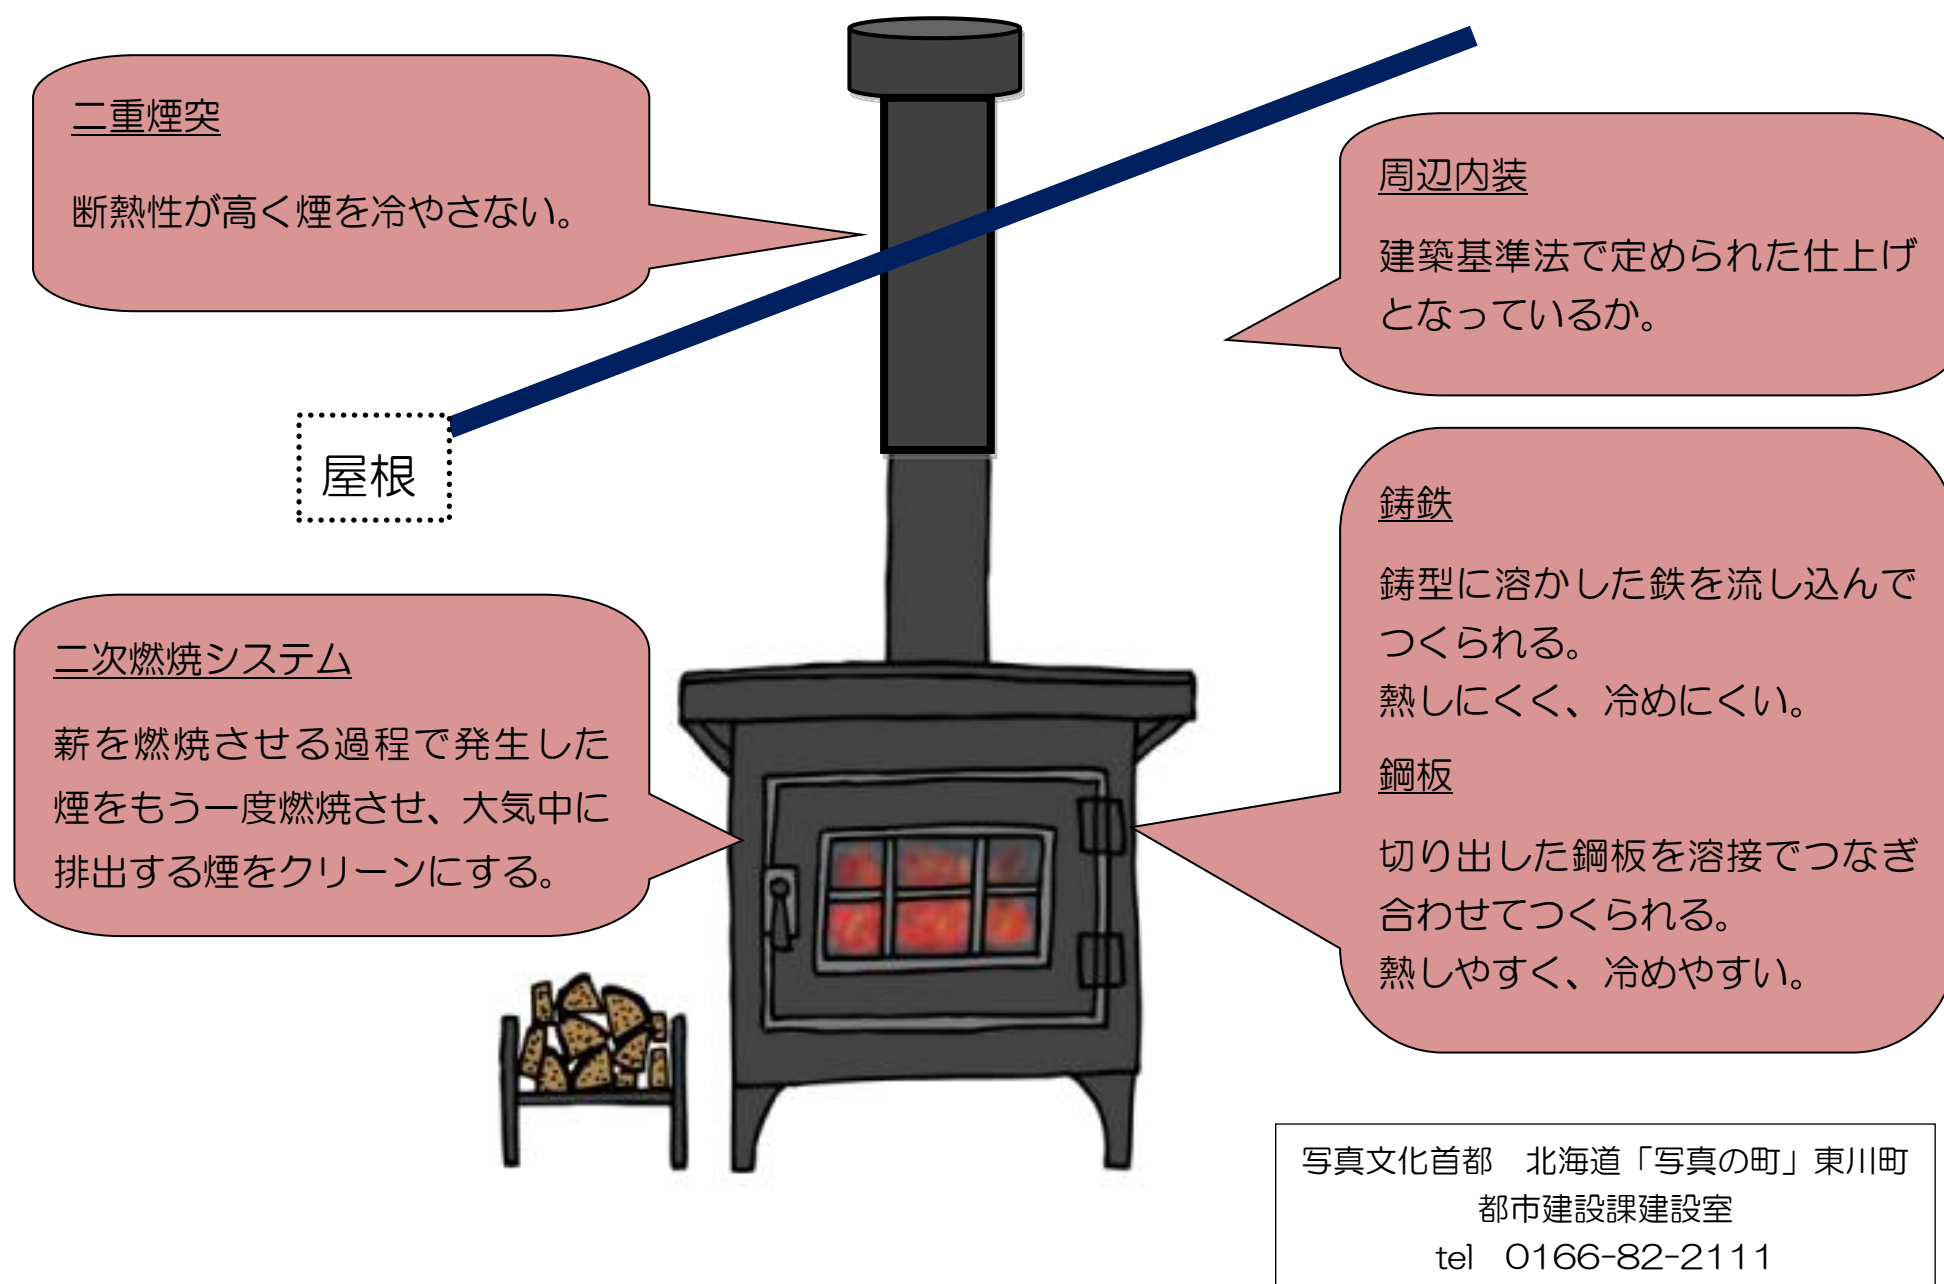 二重煙突
断熱性が高く煙を冷やさない。
周辺内装
建築基準法で定められた仕上げ
となっているか。
屋根
二次燃焼システム
薪を燃焼させる過程で発生した
煙をもう一度燃焼させ、大気中に
排出する煙をクリーンにする。
鋳鉄
鋳型に溶かした鉄を流し込んで
つくられる。
熱しにくく、冷めにくい。
鋼板
切り出した鋼板を溶接でつなぎ
合わせてつくられる。
熱しやすく、冷めやすい。
写真文化首都　北海道「写真の町」東川町
都市建設課建設室
tel　0166-82-2111